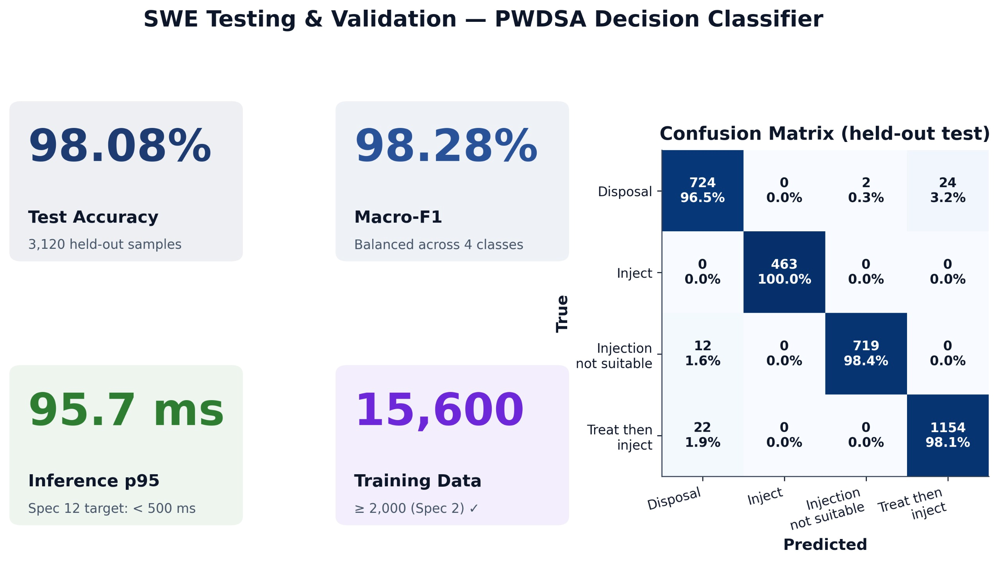 SWE Testing & Validation — PWDSA Decision Classifier
98.08%
Test Accuracy
3,120 held-out samples
98.28%
Macro-F1
Balanced across 4 classes
95.7 ms
Inference p95
Spec 12 target: < 500 ms
15,600
Training Data
≥ 2,000 (Spec 2) ✓
Confusion Matrix (held-out test)
True
Disposal
724 0 2 24
96.5% 0.0% 0.3% 3.2%
Inject
0 463 0 0
0.0% 100.0% 0.0% 0.0%
Injection
not suitable
12 0 719 0
1.6% 0.0% 98.4% 0.0%
Treat then
inject
22 0 0 1154
1.9% 0.0% 0.0% 98.1%
Disposal
Inject
Injection
not suitable
Treat then
inject
Predicted